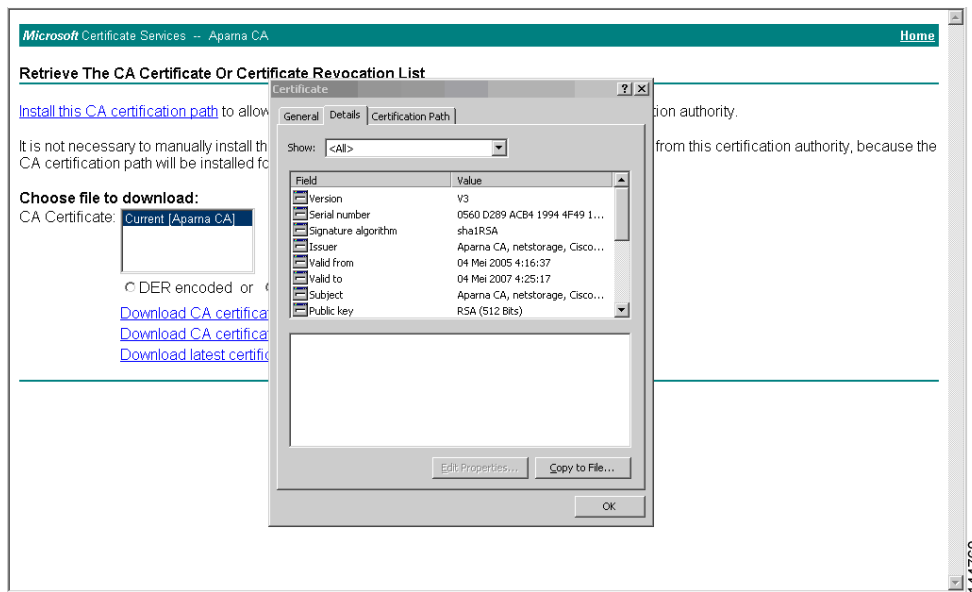 Microsoft Certificate Services -- Aparna CA Home
Retrieve The CA Certificate Or Certificate Revocation List
Install this CA certification path to allow
ion authority.
It is not necessary to manually install th
from this certification authority, because the
CA certification path will be installed fo
Choose file to download:
CA Certificate:
Current [Aparna CA]
DER encoded or
Download CA certifica
Download CA certifica
Download latest certific
Certificate
General Details Certification Path
Show: <All>
Field Value
Version V3
Serial number 0560 D289 ACB4 1994 4F49 1...
Signature algorithm sha1RSA
Issuer Aparna CA, netstorage, Cisco...
Valid from 04 Mei 2005 4:16:37
Valid to 04 Mei 2007 4:25:17
Subject Aparna CA, netstorage, Cisco...
Public key RSA (512 Bits)
Edit Properties... Copy to File...
OK